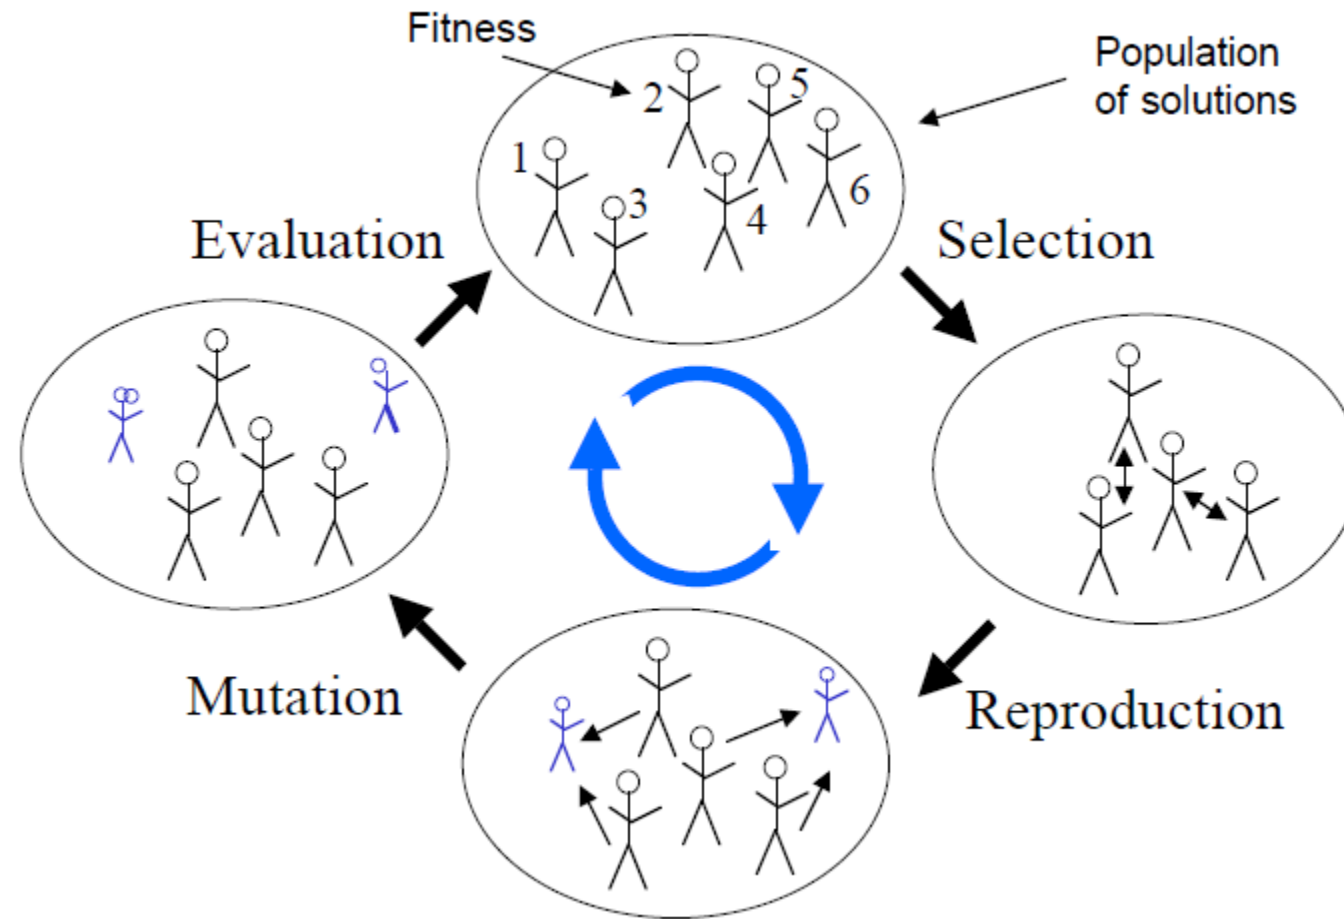 Fitness
Population
of solutions
2
5
1
3
4
6
Evaluation
Selection
Mutation
Reproduction